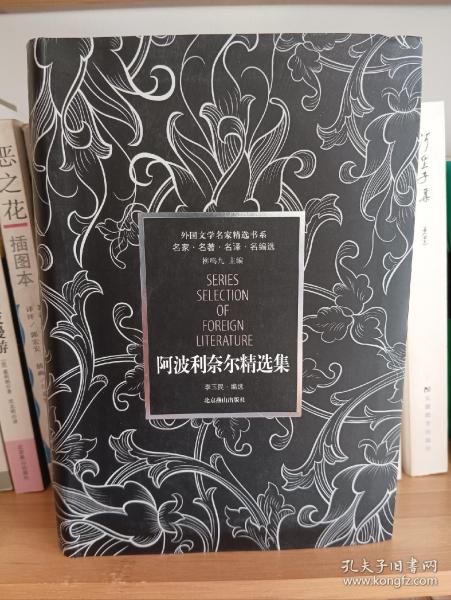 外国文学名家精选书系
名家·名著·名译·名编选
柳鸣九 主编
SERIES
SELECTION
OF
FOREIGN
LITERATURE
阿波利奈尔精选集
李玉民·编选
北京燕山出版社
恶之花
插图本
孔夫子旧书网
www.kongfz.com